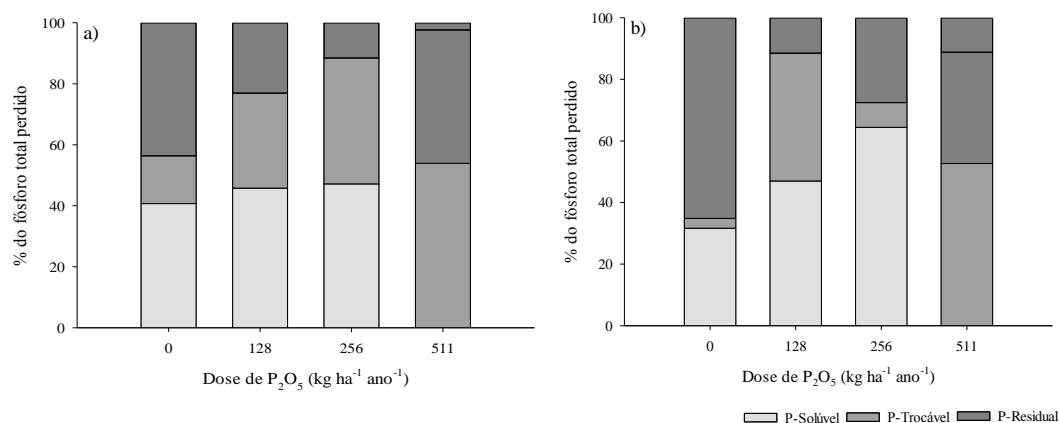 a)
% do fósforo total perdido
100
80
60
40
20
0
0 128 256 511
Dose de P₂O₅ (kg ha⁻¹ ano⁻¹)
b)
% do fósforo total perdido
100
80
60
40
20
0
0 128 256 511
Dose de P₂O₅ (kg ha⁻¹ ano⁻¹)
P-Solúvel P-Trocável P-Residual